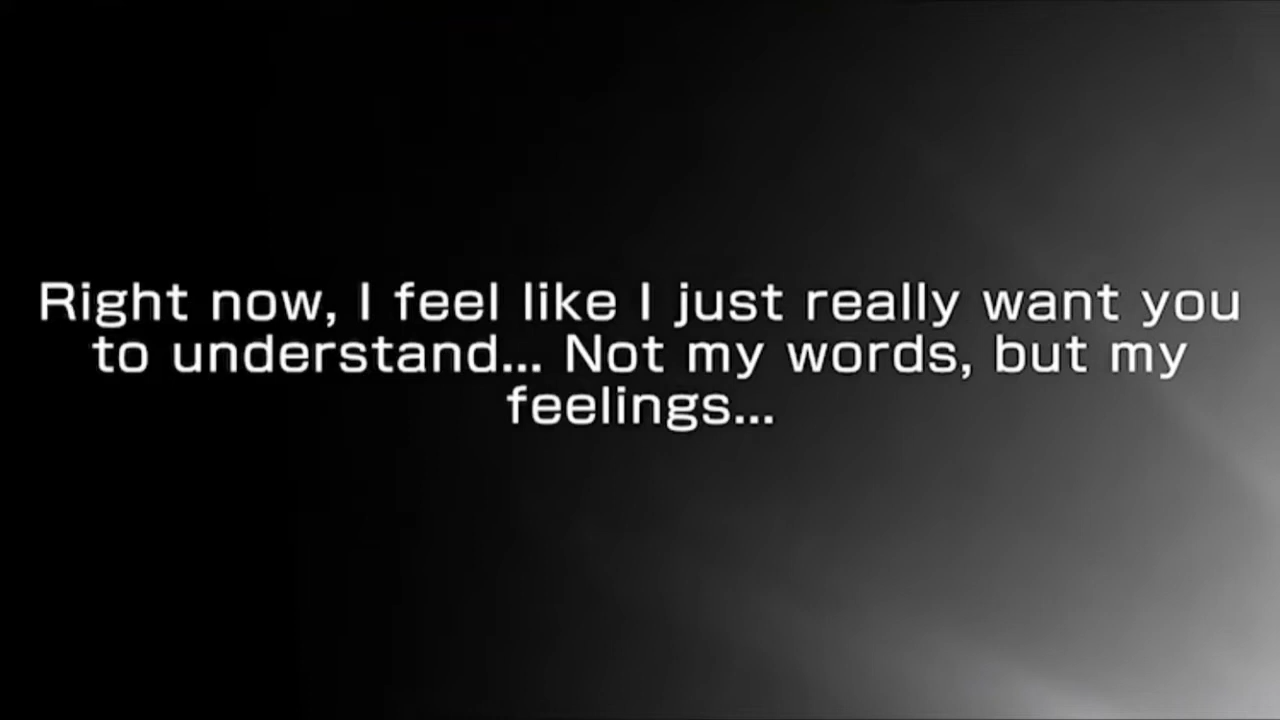 Right now, I feel like I just really want you
to understand... Not my words, but my
feelings...